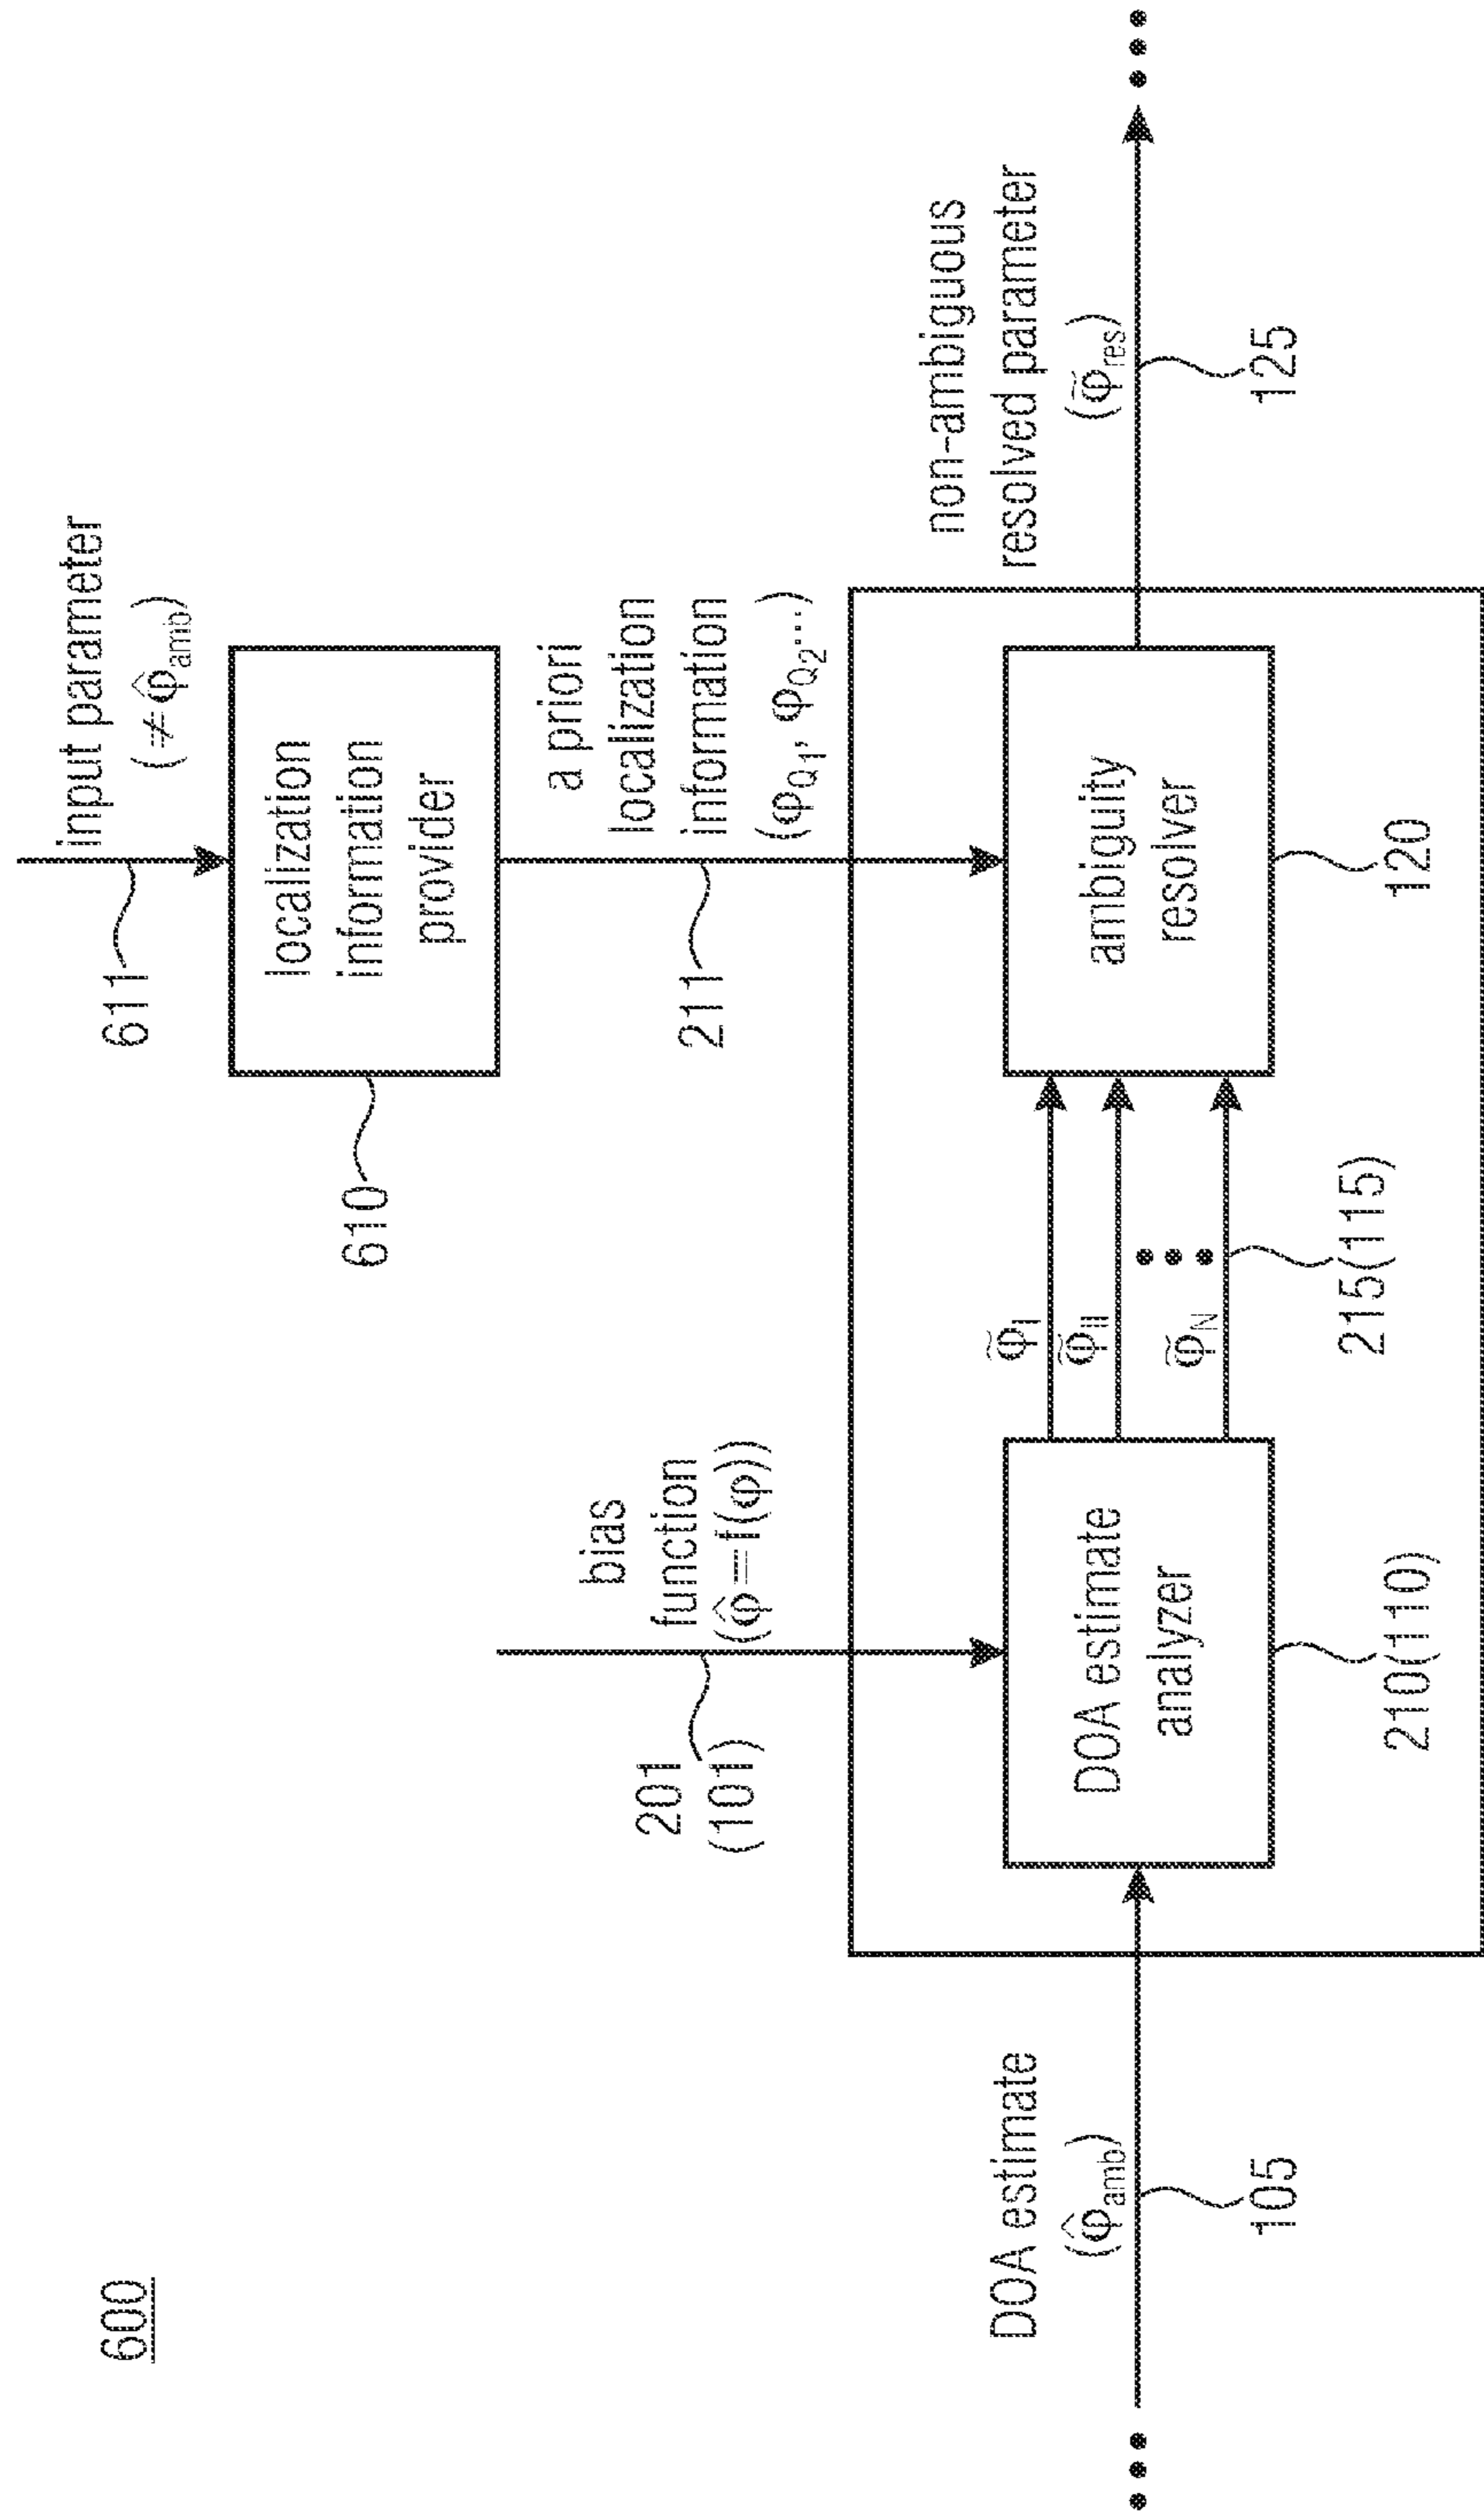 600
input parameter
(≠φ̂amb)
611
localization
information
provider
610
a priori
localization
information
(φQ1, φQ2...)
211
bias
function
(φ̂=f(φ))
201
(101)
DOA estimate
(φ̂amb)
105
DOA estimate
analyzer
210(110)
φ̃I
φ̃II
φ̃N
215(115)
ambiguity
resolver
120
non-ambiguous
resolved parameter
(φ̃res)
125